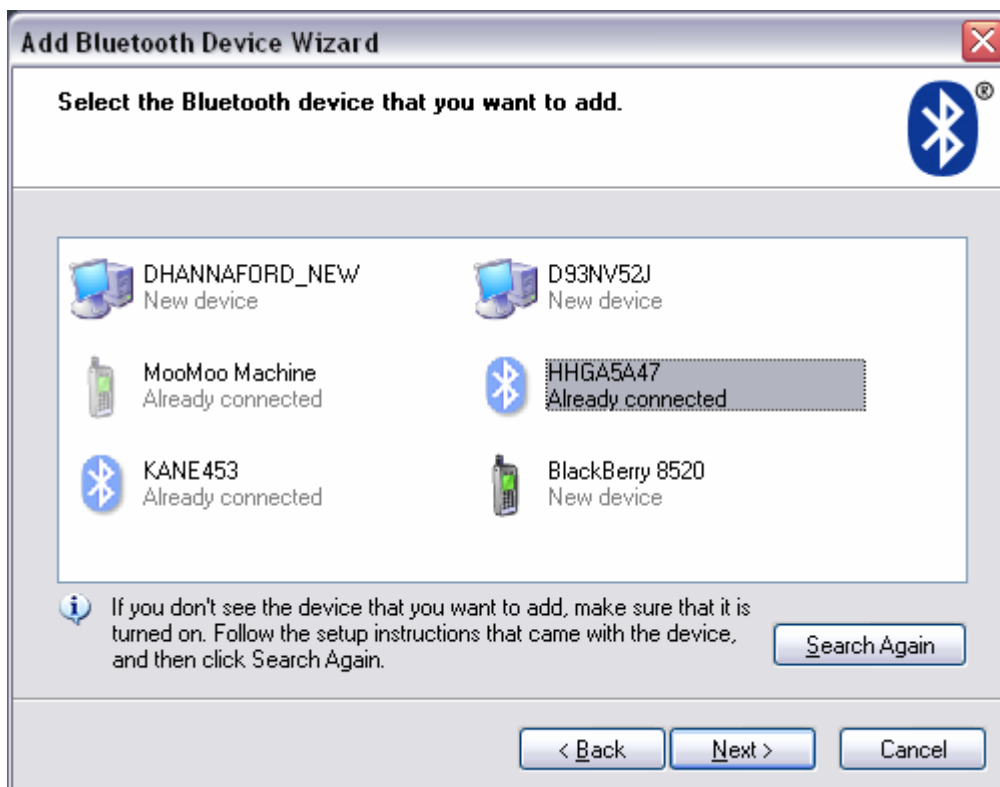 Add Bluetooth Device Wizard
Select the Bluetooth device that you want to add.
®
DHANNAFORD_NEW
New device
D93NV52J
New device
MooMoo Machine
Already connected
HHGA5A47
Already connected
KANE453
Already connected
BlackBerry 8520
New device
If you don't see the device that you want to add, make sure that it is
turned on. Follow the setup instructions that came with the device,
and then click Search Again.
Search Again
< Back
Next >
Cancel